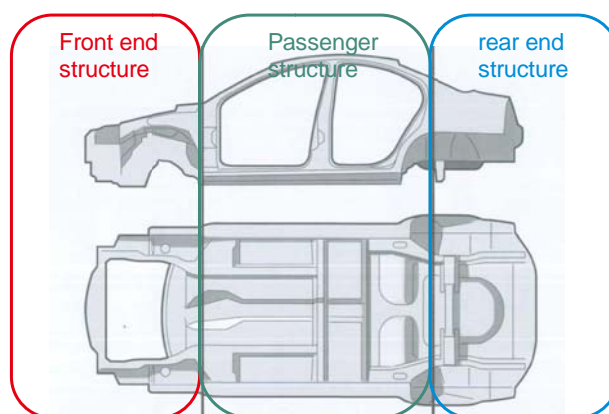 Front end
structure
Passenger
structure
rear end
structure